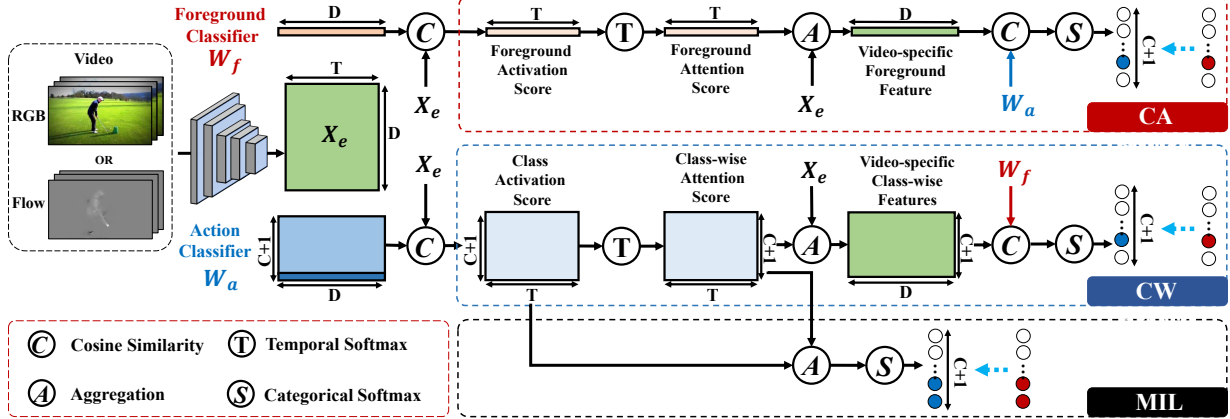 Video
RGB
OR
Flow
Foreground
Classifier
W_f
D
C
X_e
T
X_e
D
Action
Classifier
W_a
C+1
D
X_e
C
T
Foreground
Activation
Score
T
T
Foreground
Attention
Score
A
X_e
D
Video-specific
Foreground
Feature
C
W_a
S
C+1
CA
Class
Activation
Score
C+1
T
T
Class-wise
Attention
Score
C+1
T
X_e
A
Video-specific
Class-wise
Features
C+1
D
W_f
C
S
C+1
CW
A
S
C+1
MIL
C Cosine Similarity
T Temporal Softmax
A Aggregation
S Categorical Softmax